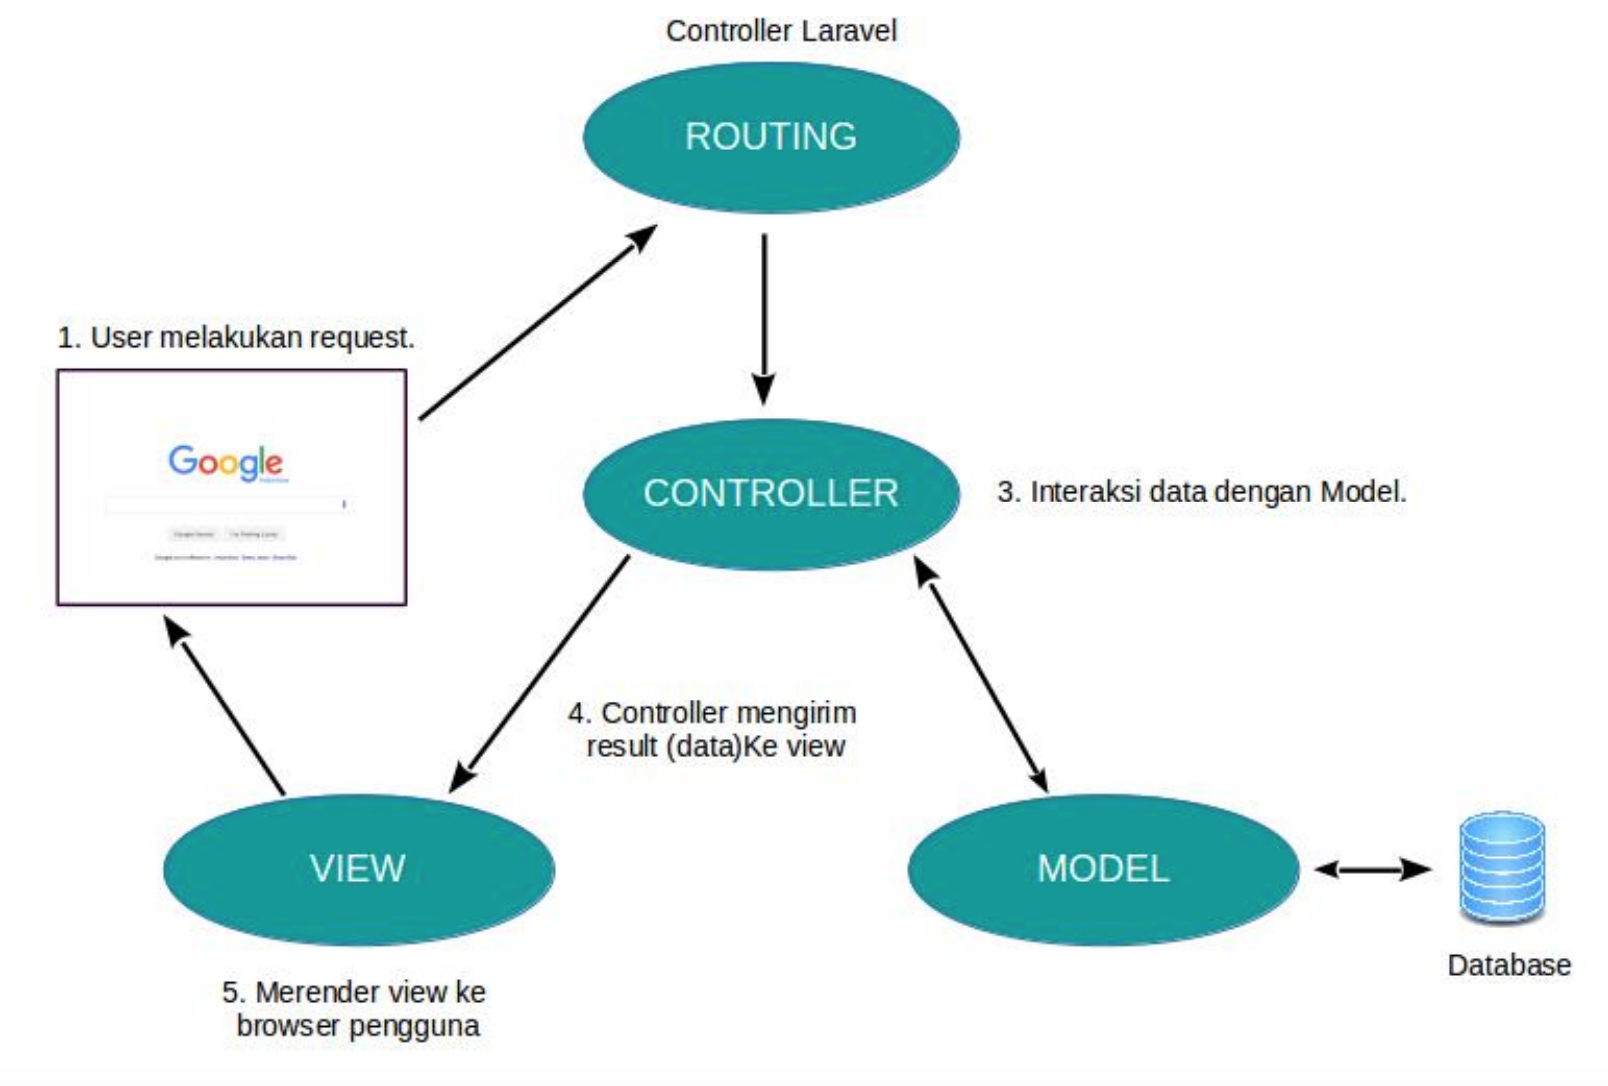 Controller Laravel
ROUTING
1. User melakukan request.
Google
CONTROLLER
3. Interaksi data dengan Model.
4. Controller mengirim
result (data)Ke view
VIEW
MODEL
Database
5. Merender view ke
browser pengguna